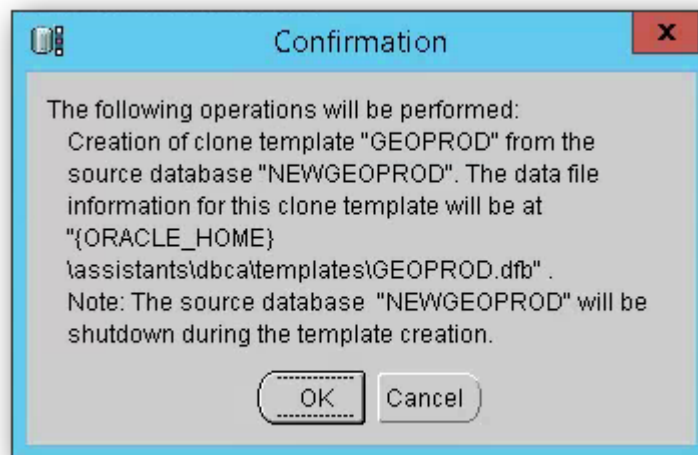 Confirmation
x
The following operations will be performed:
Creation of clone template "GEOPROD" from the
source database "NEWGEOPROD". The data file
information for this clone template will be at
"{ORACLE_HOME}
\assistants\dbca\templates\GEOPROD.dfb" .
Note: The source database "NEWGEOPROD" will be
shutdown during the template creation.
OK Cancel